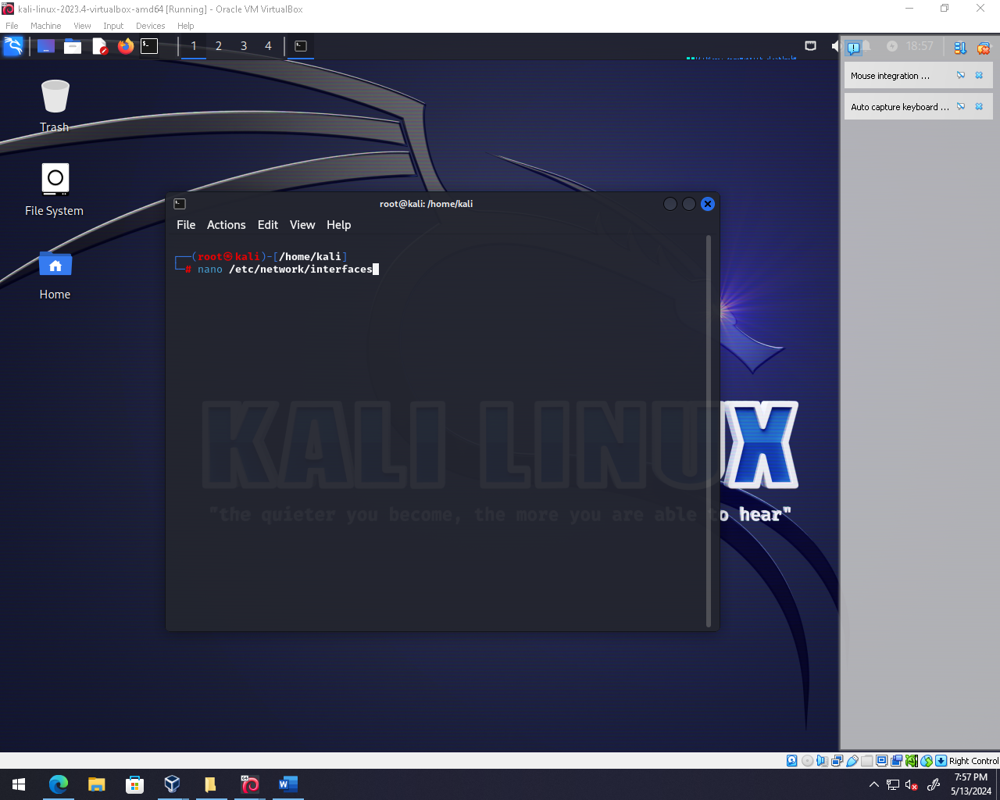 kali-linux-2023.4-virtualbox-amd64 [Running] - Oracle VM VirtualBox
File Machine View Input Devices Help
1 2 3 4 18:57
Mouse integration ...
Auto capture keyboard ...
Trash
File System
Home
root@kali: /home/kali
File Actions Edit View Help
┌──(root㉿kali)-[/home/kali]
└─# nano /etc/network/interfaces
KALI LINUX
"the quieter you become, the more you are able to hear"
Right Control
7:57 PM
5/13/2024